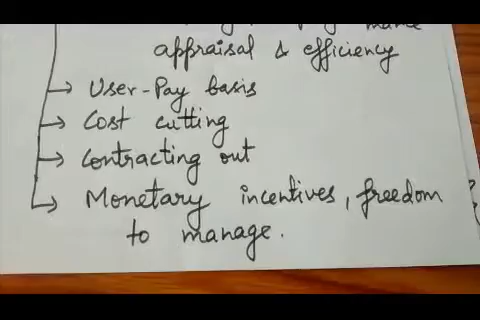 appraisal & efficiency
→ User-Pay basis
→ Cost cutting
→ Contracting out
→ Monetary incentives, freedom
to manage.